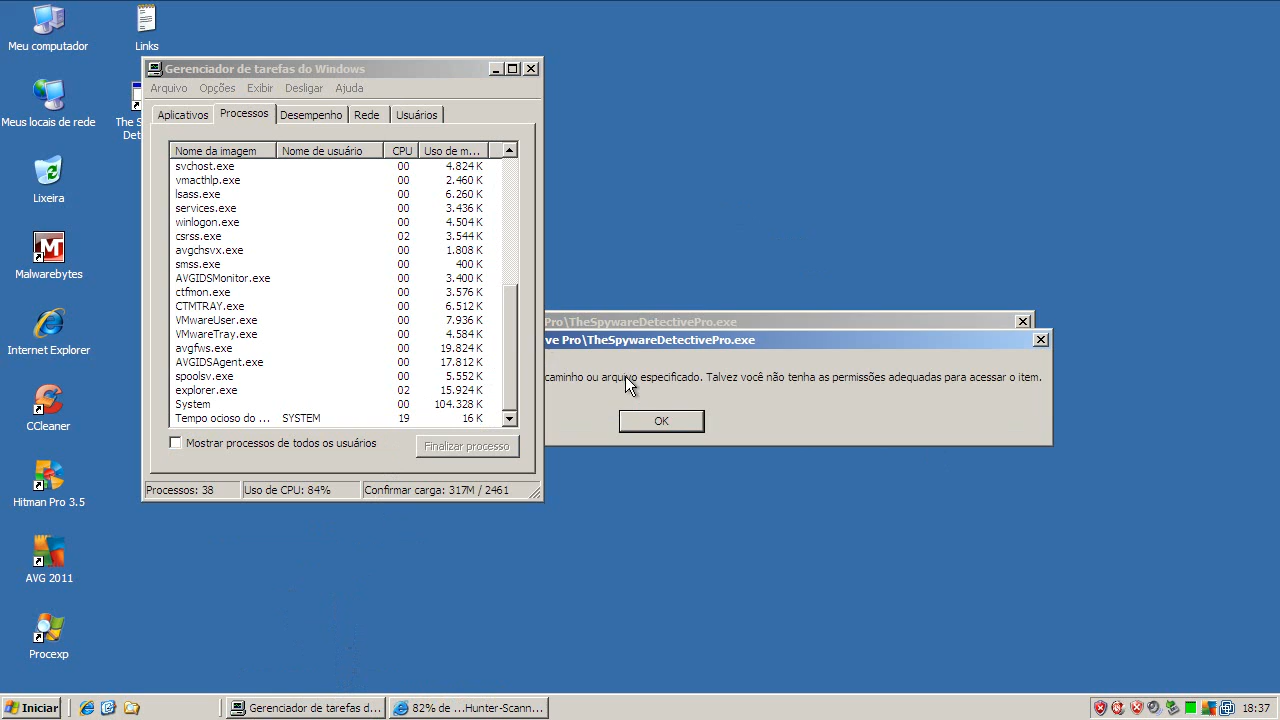 Meu computador
Links
Meus locais de rede
The S
Det
Lixeira
Malwarebytes
Internet Explorer
CCleaner
Hitman Pro 3.5
AVG 2011
Procexp
Gerenciador de tarefas do Windows
Arquivo Opções Exibir Desligar Ajuda
Aplicativos Processos Desempenho Rede Usuários
Nome da imagem Nome de usuário CPU Uso de m...
svchost.exe 00 4.824 K
vmacthlp.exe 00 2.460 K
lsass.exe 00 6.260 K
services.exe 00 3.436 K
winlogon.exe 00 4.504 K
csrss.exe 02 3.544 K
avgchsvx.exe 00 1.808 K
smss.exe 00 400 K
AVGIDSMonitor.exe 00 3.400 K
ctfmon.exe 00 3.576 K
CTMTRAY.exe 00 6.512 K
VMwareUser.exe 00 7.936 K
VMwareTray.exe 00 4.584 K
avgfws.exe 00 19.824 K
AVGIDSAgent.exe 00 17.812 K
spoolsv.exe 00 5.552 K
explorer.exe 02 15.924 K
System 00 104.328 K
Tempo ocioso do ... SYSTEM 19 16 K
Mostrar processos de todos os usuários
Finalizar processo
Processos: 38 Uso de CPU: 84% Confirmar carga: 317M / 2461
Pro\TheSpywareDetectivePro.exe
ve Pro\TheSpywareDetectivePro.exe
caminho ou arquivo especificado. Talvez você não tenha as permissões adequadas para acessar o item.
OK
Iniciar
Gerenciador de tarefas d...
82% de ...Hunter-Scann...
18:37